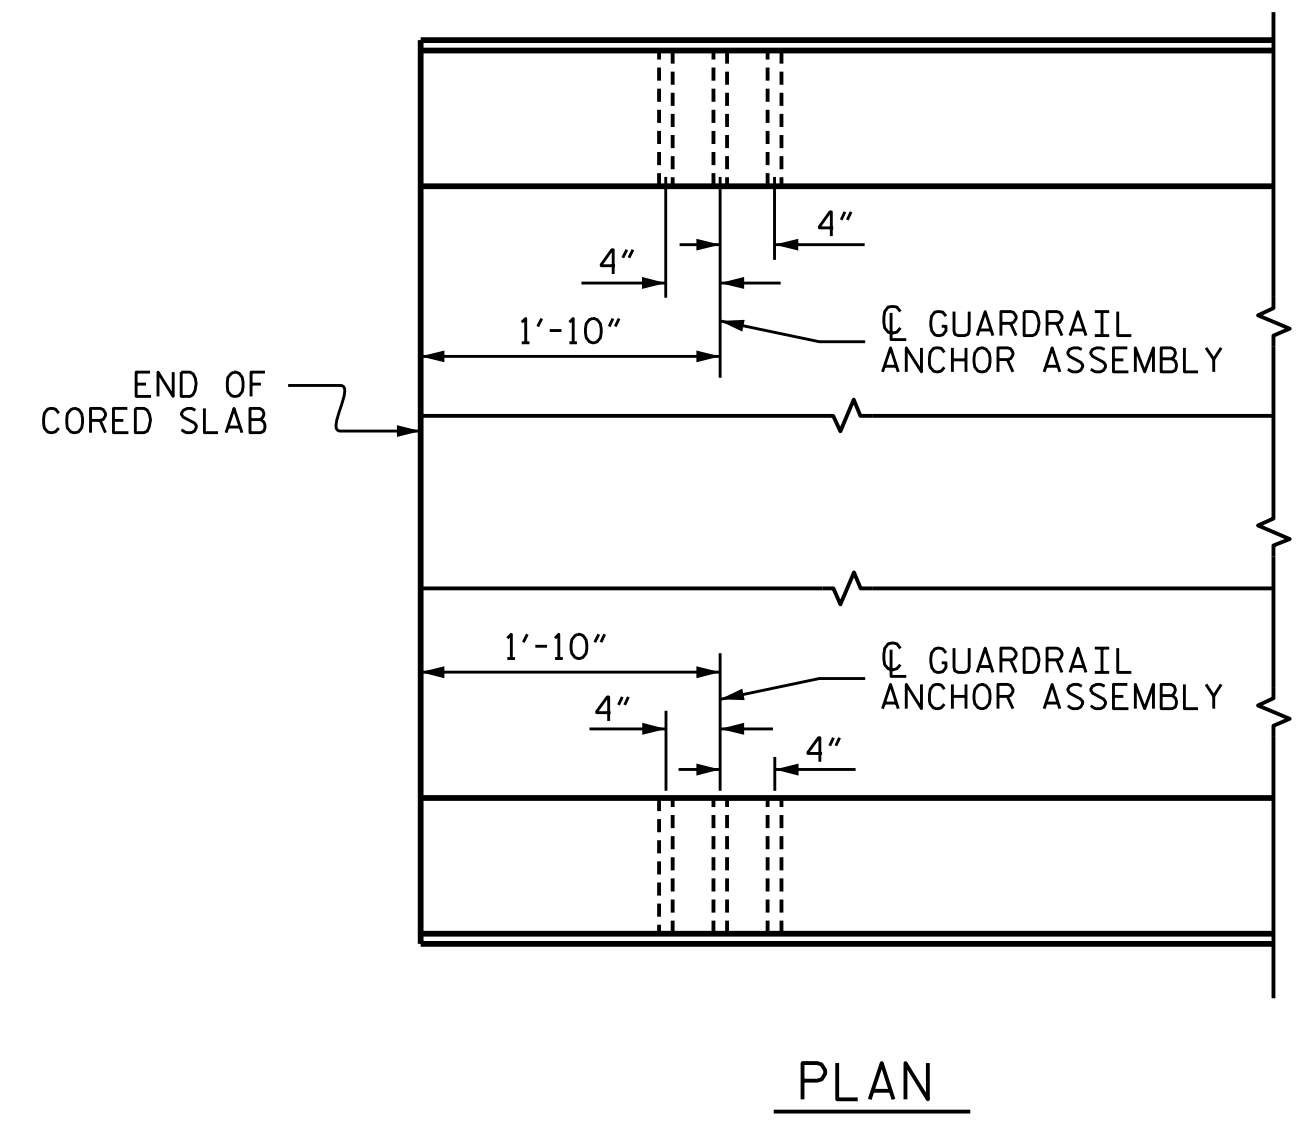 4"
4"
℄ GUARDRAIL
ANCHOR ASSEMBLY
1'-10"
END OF
CORED SLAB
1'-10"
℄ GUARDRAIL
ANCHOR ASSEMBLY
4"
4"
PLAN